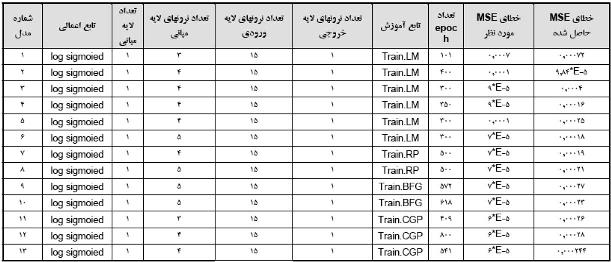 شماره مدل تابع اعمالی تعداد لایه میانی تعداد نرونهای لایه میانی تعداد نرونهای لایه ورودی تعداد نرونهای لایه خروجی تابع آموزش تعداد epoc h خطای MSE مورد نظر خطای MSE حاصل شده
۱ log sigmoied ۱ ۳ ۱۵ ۱ Train.LM ۱۰۱ ۰,۰۰۰۷ ۰,۰۰۰۷۲
۲ log sigmoied ۱ ۴ ۱۵ ۱ Train.LM ۴۰۰ ۰,۰۰۰۱ ۹,۸۴*E-۵
۳ log sigmoied ۱ ۴ ۱۵ ۱ Train.LM ۳۰۰ ۹*E-۵ ۰,۰۰۰۴
۴ log sigmoied ۱ ۴ ۱۵ ۱ Train.LM ۳۵۰ ۹*E-۵ ۰,۰۰۰۱۶
۵ log sigmoied ۱ ۴ ۱۵ ۱ Train.LM ۳۰۰ ۰,۰۰۰۱ ۰,۰۰۰۲۵
۶ log sigmoied ۱ ۵ ۱۵ ۱ Train.LM ۳۰۰ ۷*E-۵ ۰,۰۰۰۱۸
۷ log sigmoied ۱ ۴ ۱۵ ۱ Train.RP ۵۰۰ ۷*E-۵ ۰,۰۰۰۱۹
۸ log sigmoied ۱ ۵ ۱۵ ۱ Train.RP ۵۰۰ ۷*E-۵ ۰,۰۰۰۲۱
۹ log sigmoied ۱ ۵ ۱۵ ۱ Train.BFG ۵۷۲ ۷*E-۵ ۰,۰۰۰۲۷
۱۰ log sigmoied ۱ ۵ ۱۵ ۱ Train.BFG ۶۱۸ ۷*E-۵ ۰,۰۰۰۲۳
۱۱ log sigmoied ۱ ۳ ۱۵ ۱ Train.CGP ۴۰۹ ۶*E-۵ ۰,۰۰۰۲۶
۱۲ log sigmoied ۱ ۴ ۱۵ ۱ Train.CGP ۸۰۰ ۶*E-۵ ۰,۰۰۰۲۸
۱۳ log sigmoied ۱ ۴ ۱۵ ۱ Train.CGP ۵۴۱ ۶*E-۵ ۰,۰۰۰۲۴۴